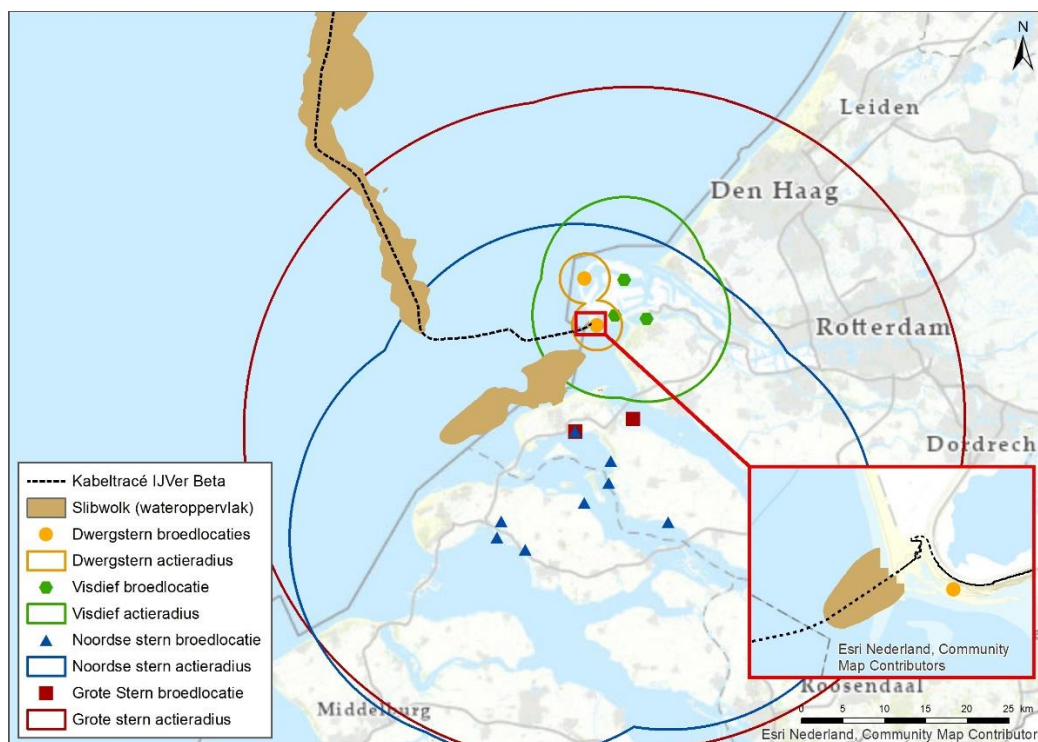 N
Leiden
Den Haag
Rotterdam
Dordrech
Kabeltracé IJVer Beta
Slibwolk (wateroppervlak)
Dwergstern broedlocaties
Dwergstern actieradius
Visdief broedlocatie
Visdief actieradius
Noordse stern broedlocatie
Noordse stern actieradius
Grote Stern broedlocatie
Grote stern actieradius
Middelburg
Esri Nederland, Community
Map Contributors
Roosendaal
0 5 10 15 20 25 km
Esri Nederland, Community Map Contributor